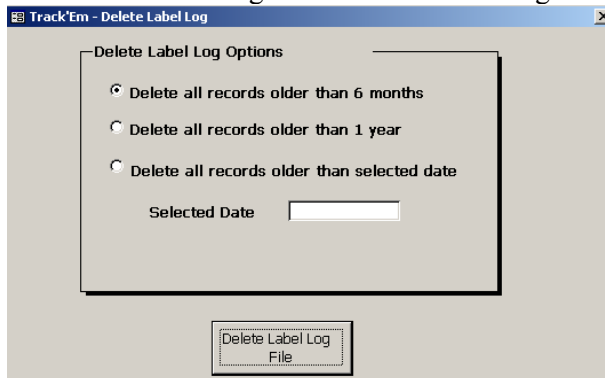 Track'Em - Delete Label Log
Delete Label Log Options
Delete all records older than 6 months
Delete all records older than 1 year
Delete all records older than selected date
Selected Date
Delete Label Log
File